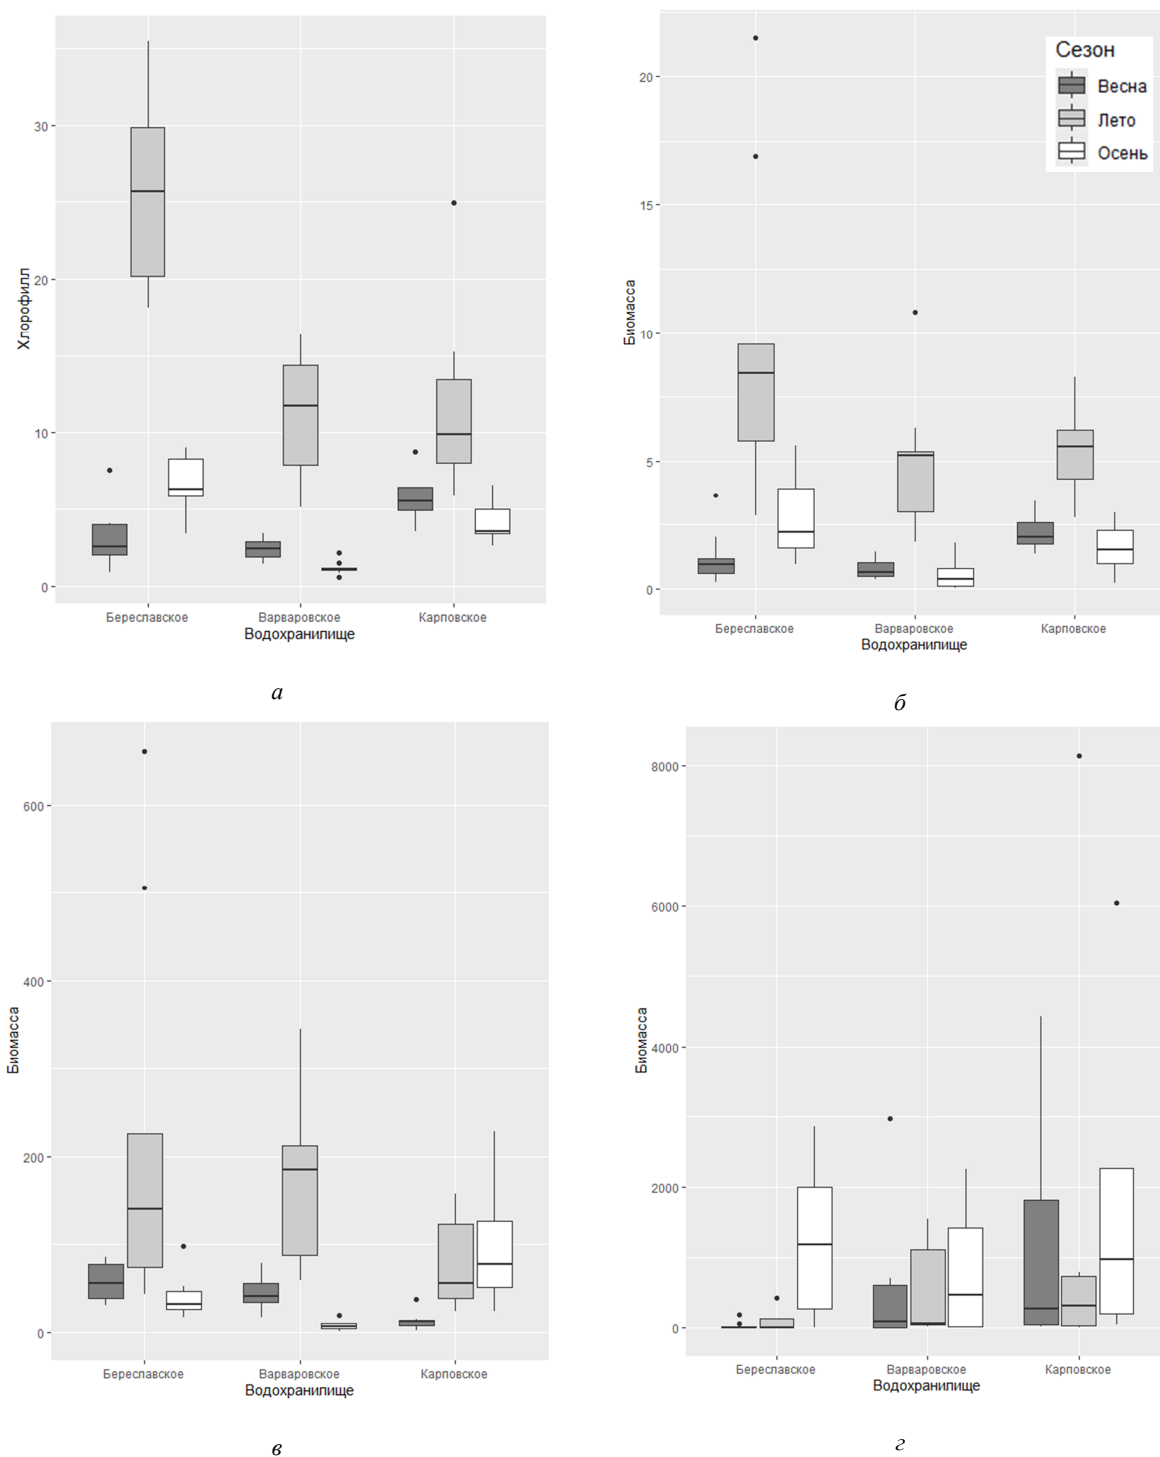 30
20
10
0
Хлорофилл
Береславское Варваровское Карповское
Водохранилище
а
20
15
10
5
0
Биомасса
Сезон
Весна
Лето
Осень
Береславское Варваровское Карповское
Водохранилище
б
600
400
200
0
Биомасса
Береславское Варваровское Карповское
Водохранилище
в
8000
6000
4000
2000
0
Биомасса
Береславское Варваровское Карповское
Водохранилище
г